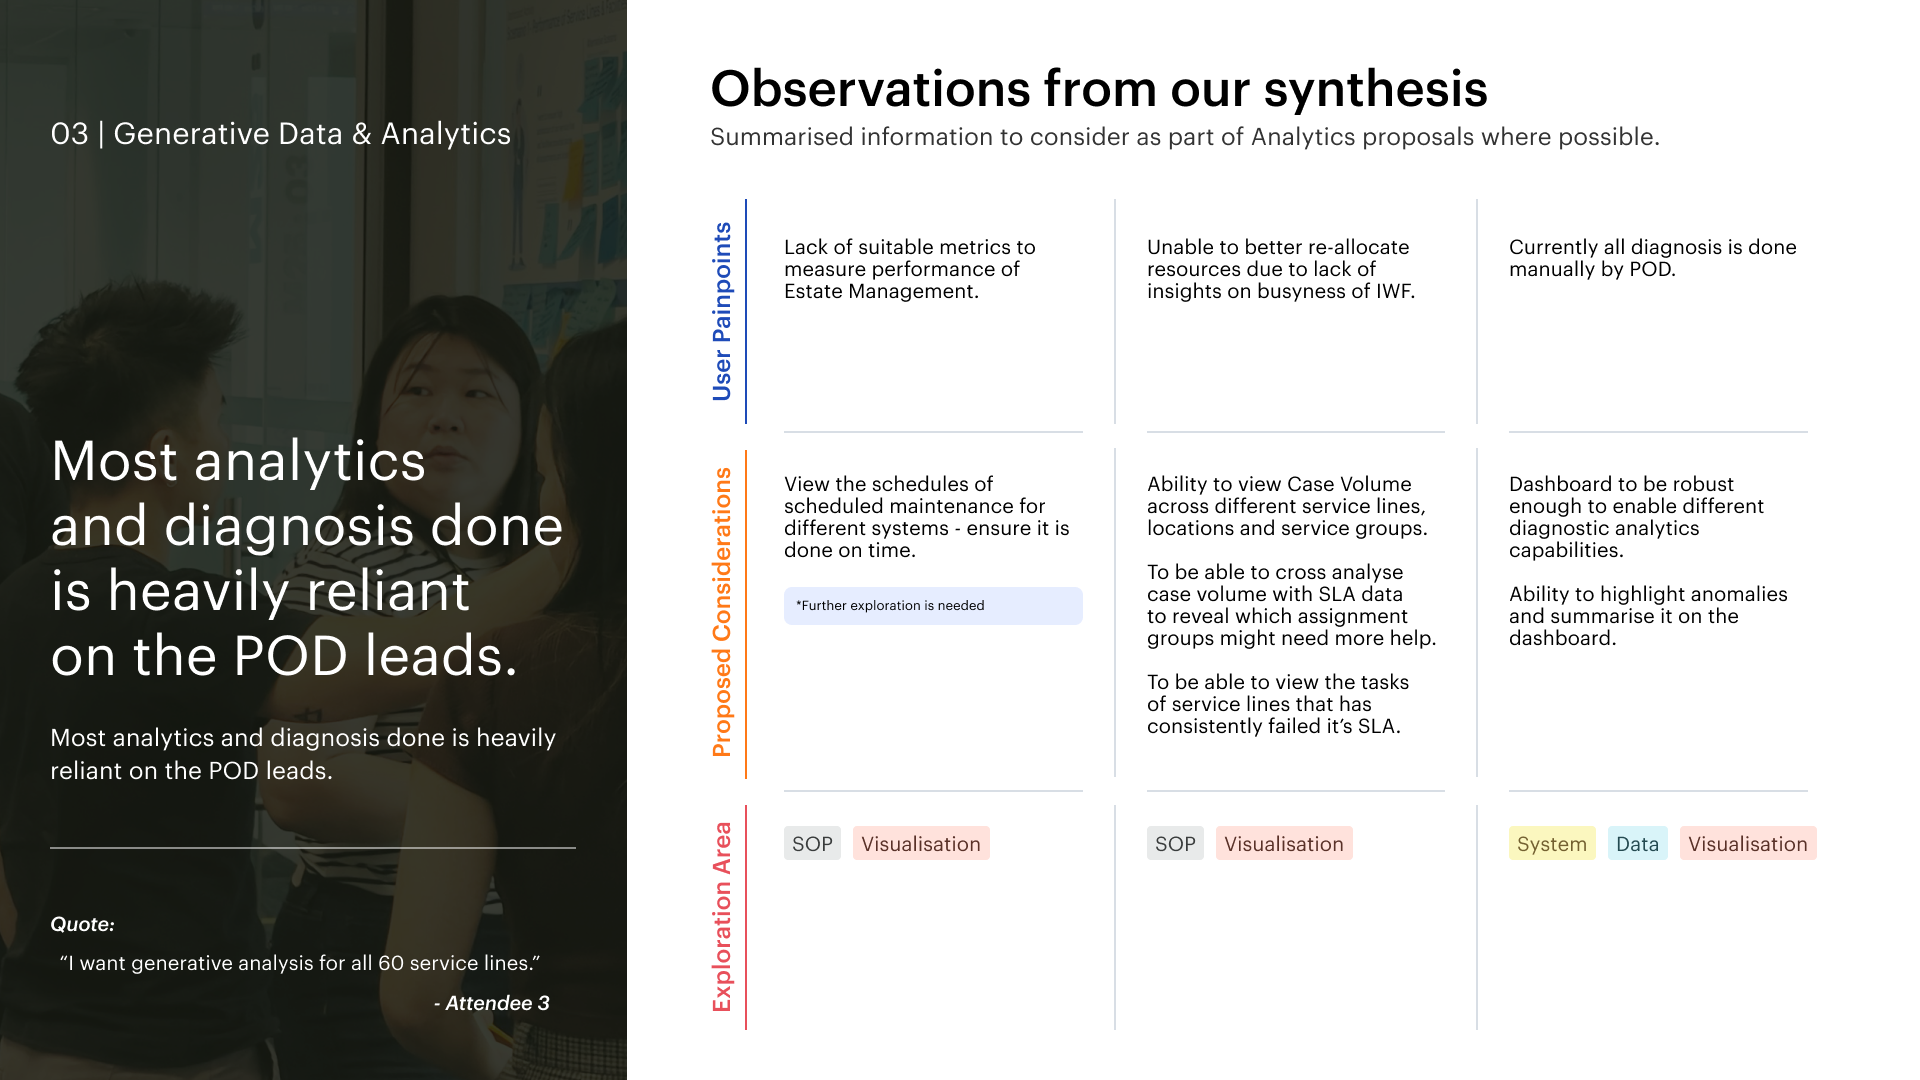 03 | Generative Data & Analytics
Most analytics
and diagnosis done
is heavily reliant
on the POD leads.
Most analytics and diagnosis done is heavily
reliant on the POD leads.
Quote:
“I want generative analysis for all 60 service lines.”
- Attendee 3
Observations from our synthesis
Summarised information to consider as part of Analytics proposals where possible.
User Painpoints
Lack of suitable metrics to
measure performance of
Estate Management.
Unable to better re-allocate
resources due to lack of
insights on busyness of IWF.
Currently all diagnosis is done
manually by POD.
Proposed Considerations
View the schedules of
scheduled maintenance for
different systems - ensure it is
done on time.
*Further exploration is needed
Ability to view Case Volume
across different service lines,
locations and service groups.
To be able to cross analyse
case volume with SLA data
to reveal which assignment
groups might need more help.
To be able to view the tasks
of service lines that has
consistently failed it’s SLA.
Dashboard to be robust
enough to enable different
diagnostic analytics
capabilities.
Ability to highlight anomalies
and summarise it on the
dashboard.
Exploration Area
SOP Visualisation
SOP Visualisation
System Data Visualisation